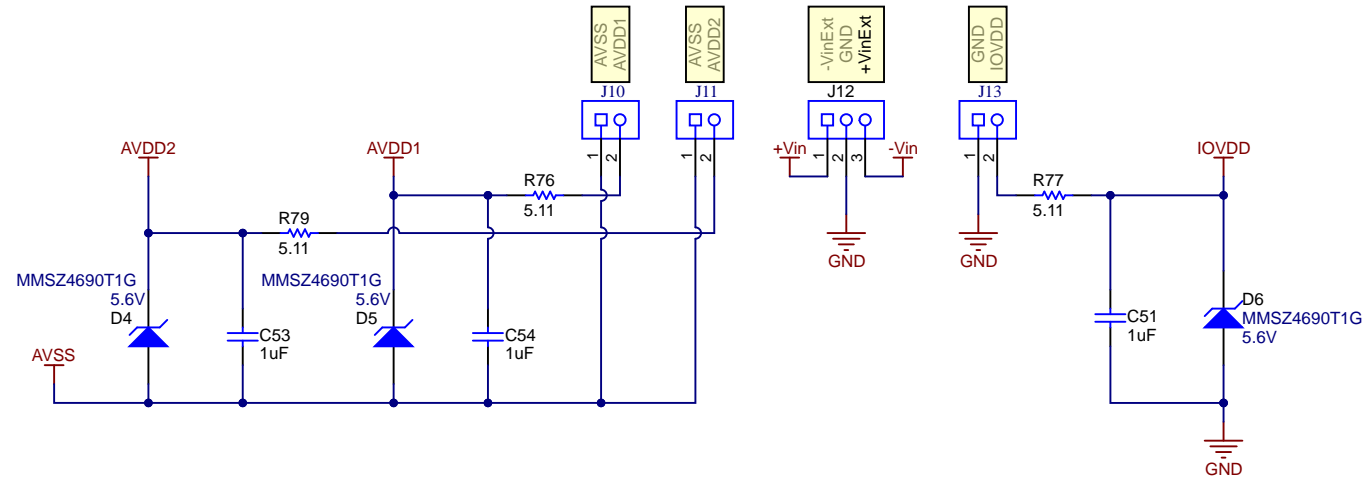 AVSS
AVDD1
AVSS
AVDD2
-VinExt
GND
+VinExt
GND
IOVDD
J10
J11
J12
J13
AVDD2
AVDD1
+Vin
-Vin
IOVDD
1
2
1
2
1
2
3
1
2
R76
5.11
R77
5.11
R79
5.11
GND
GND
MMSZ4690T1G
5.6V
D4
MMSZ4690T1G
5.6V
D5
C53
1uF
C54
1uF
C51
1uF
D6
MMSZ4690T1G
5.6V
AVSS
GND